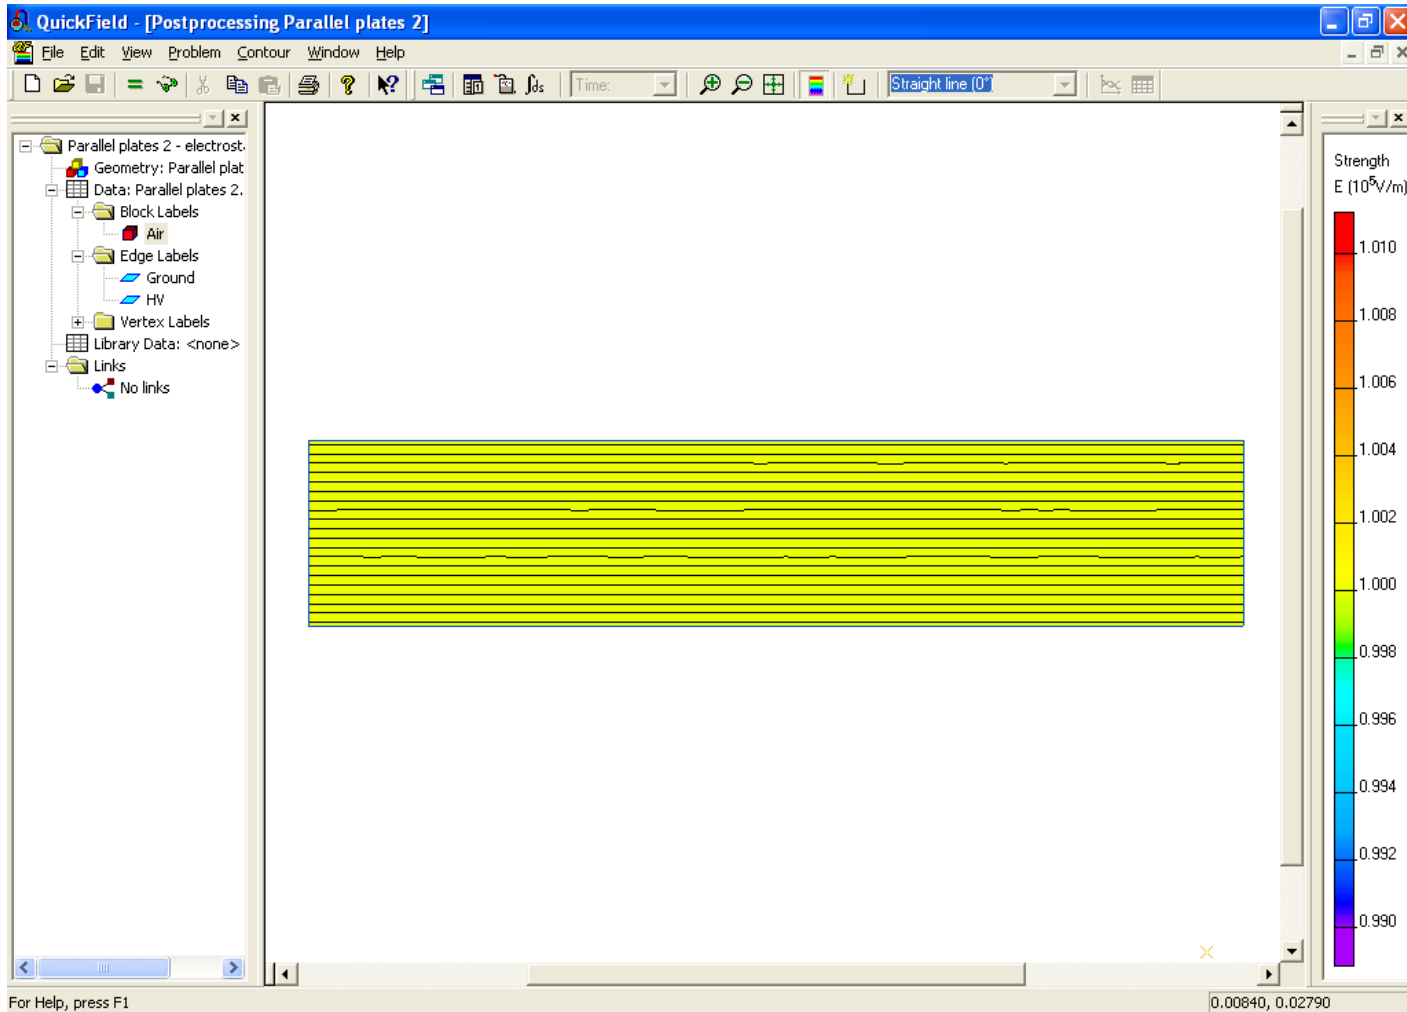 QuickField - [Postprocessing Parallel plates 2]
File Edit View Problem Contour Window Help
Time:
Straight line (0°)
Parallel plates 2 - electrost
Geometry: Parallel plat
Data: Parallel plates 2.
Block Labels
Air
Edge Labels
Ground
HV
Vertex Labels
Library Data: <none>
Links
No links
Strength
E (10⁵V/m)
1.010
1.008
1.006
1.004
1.002
1.000
0.998
0.996
0.994
0.992
0.990
For Help, press F1
0.00840, 0.02790